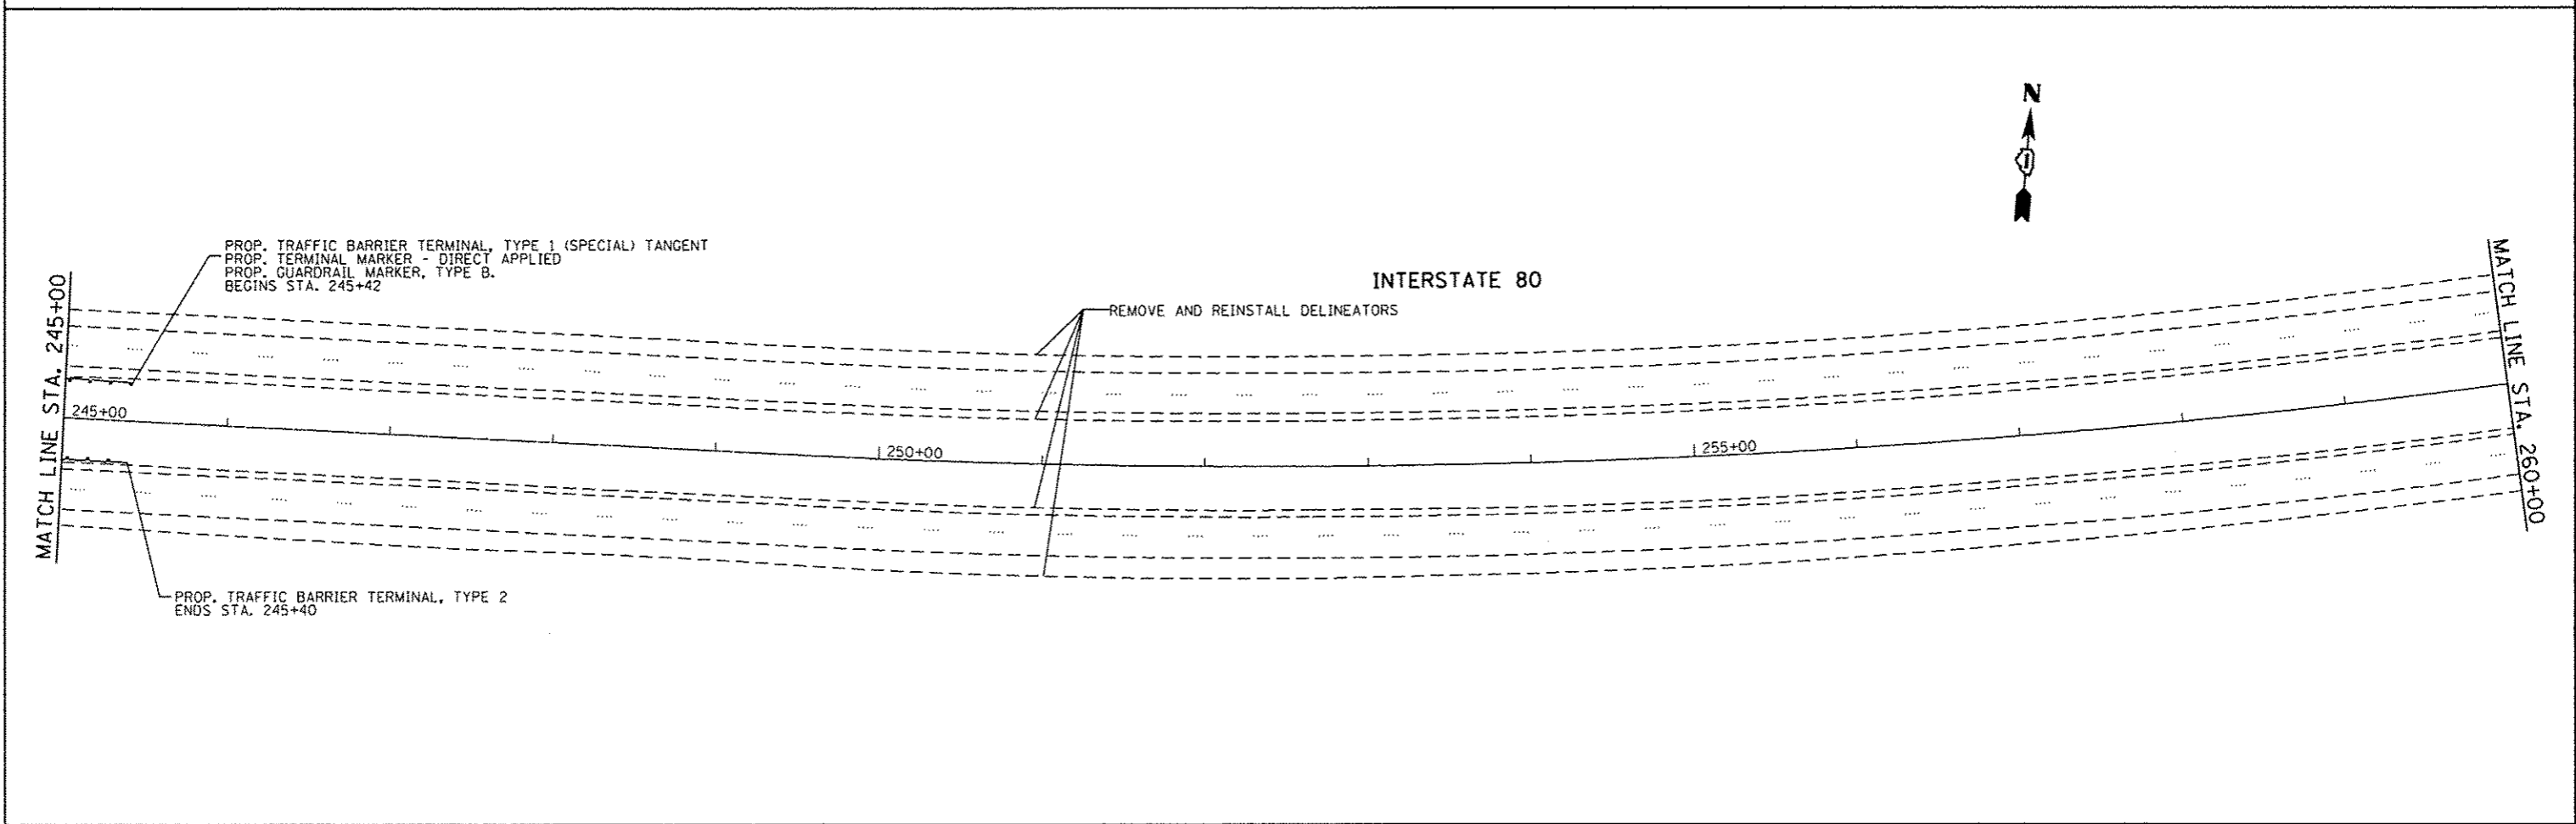 N
PROP. TRAFFIC BARRIER TERMINAL, TYPE 1 (SPECIAL) TANGENT
PROP. TERMINAL MARKER - DIRECT APPLIED
PROP. GUARDRAIL MARKER, TYPE B.
BEGINS STA. 245+42
INTERSTATE 80
REMOVE AND REINSTALL DELINEATORS
MATCH LINE STA. 245+00
245+00
250+00
255+00
MATCH LINE STA. 260+00
PROP. TRAFFIC BARRIER TERMINAL, TYPE 2
ENDS STA. 245+40